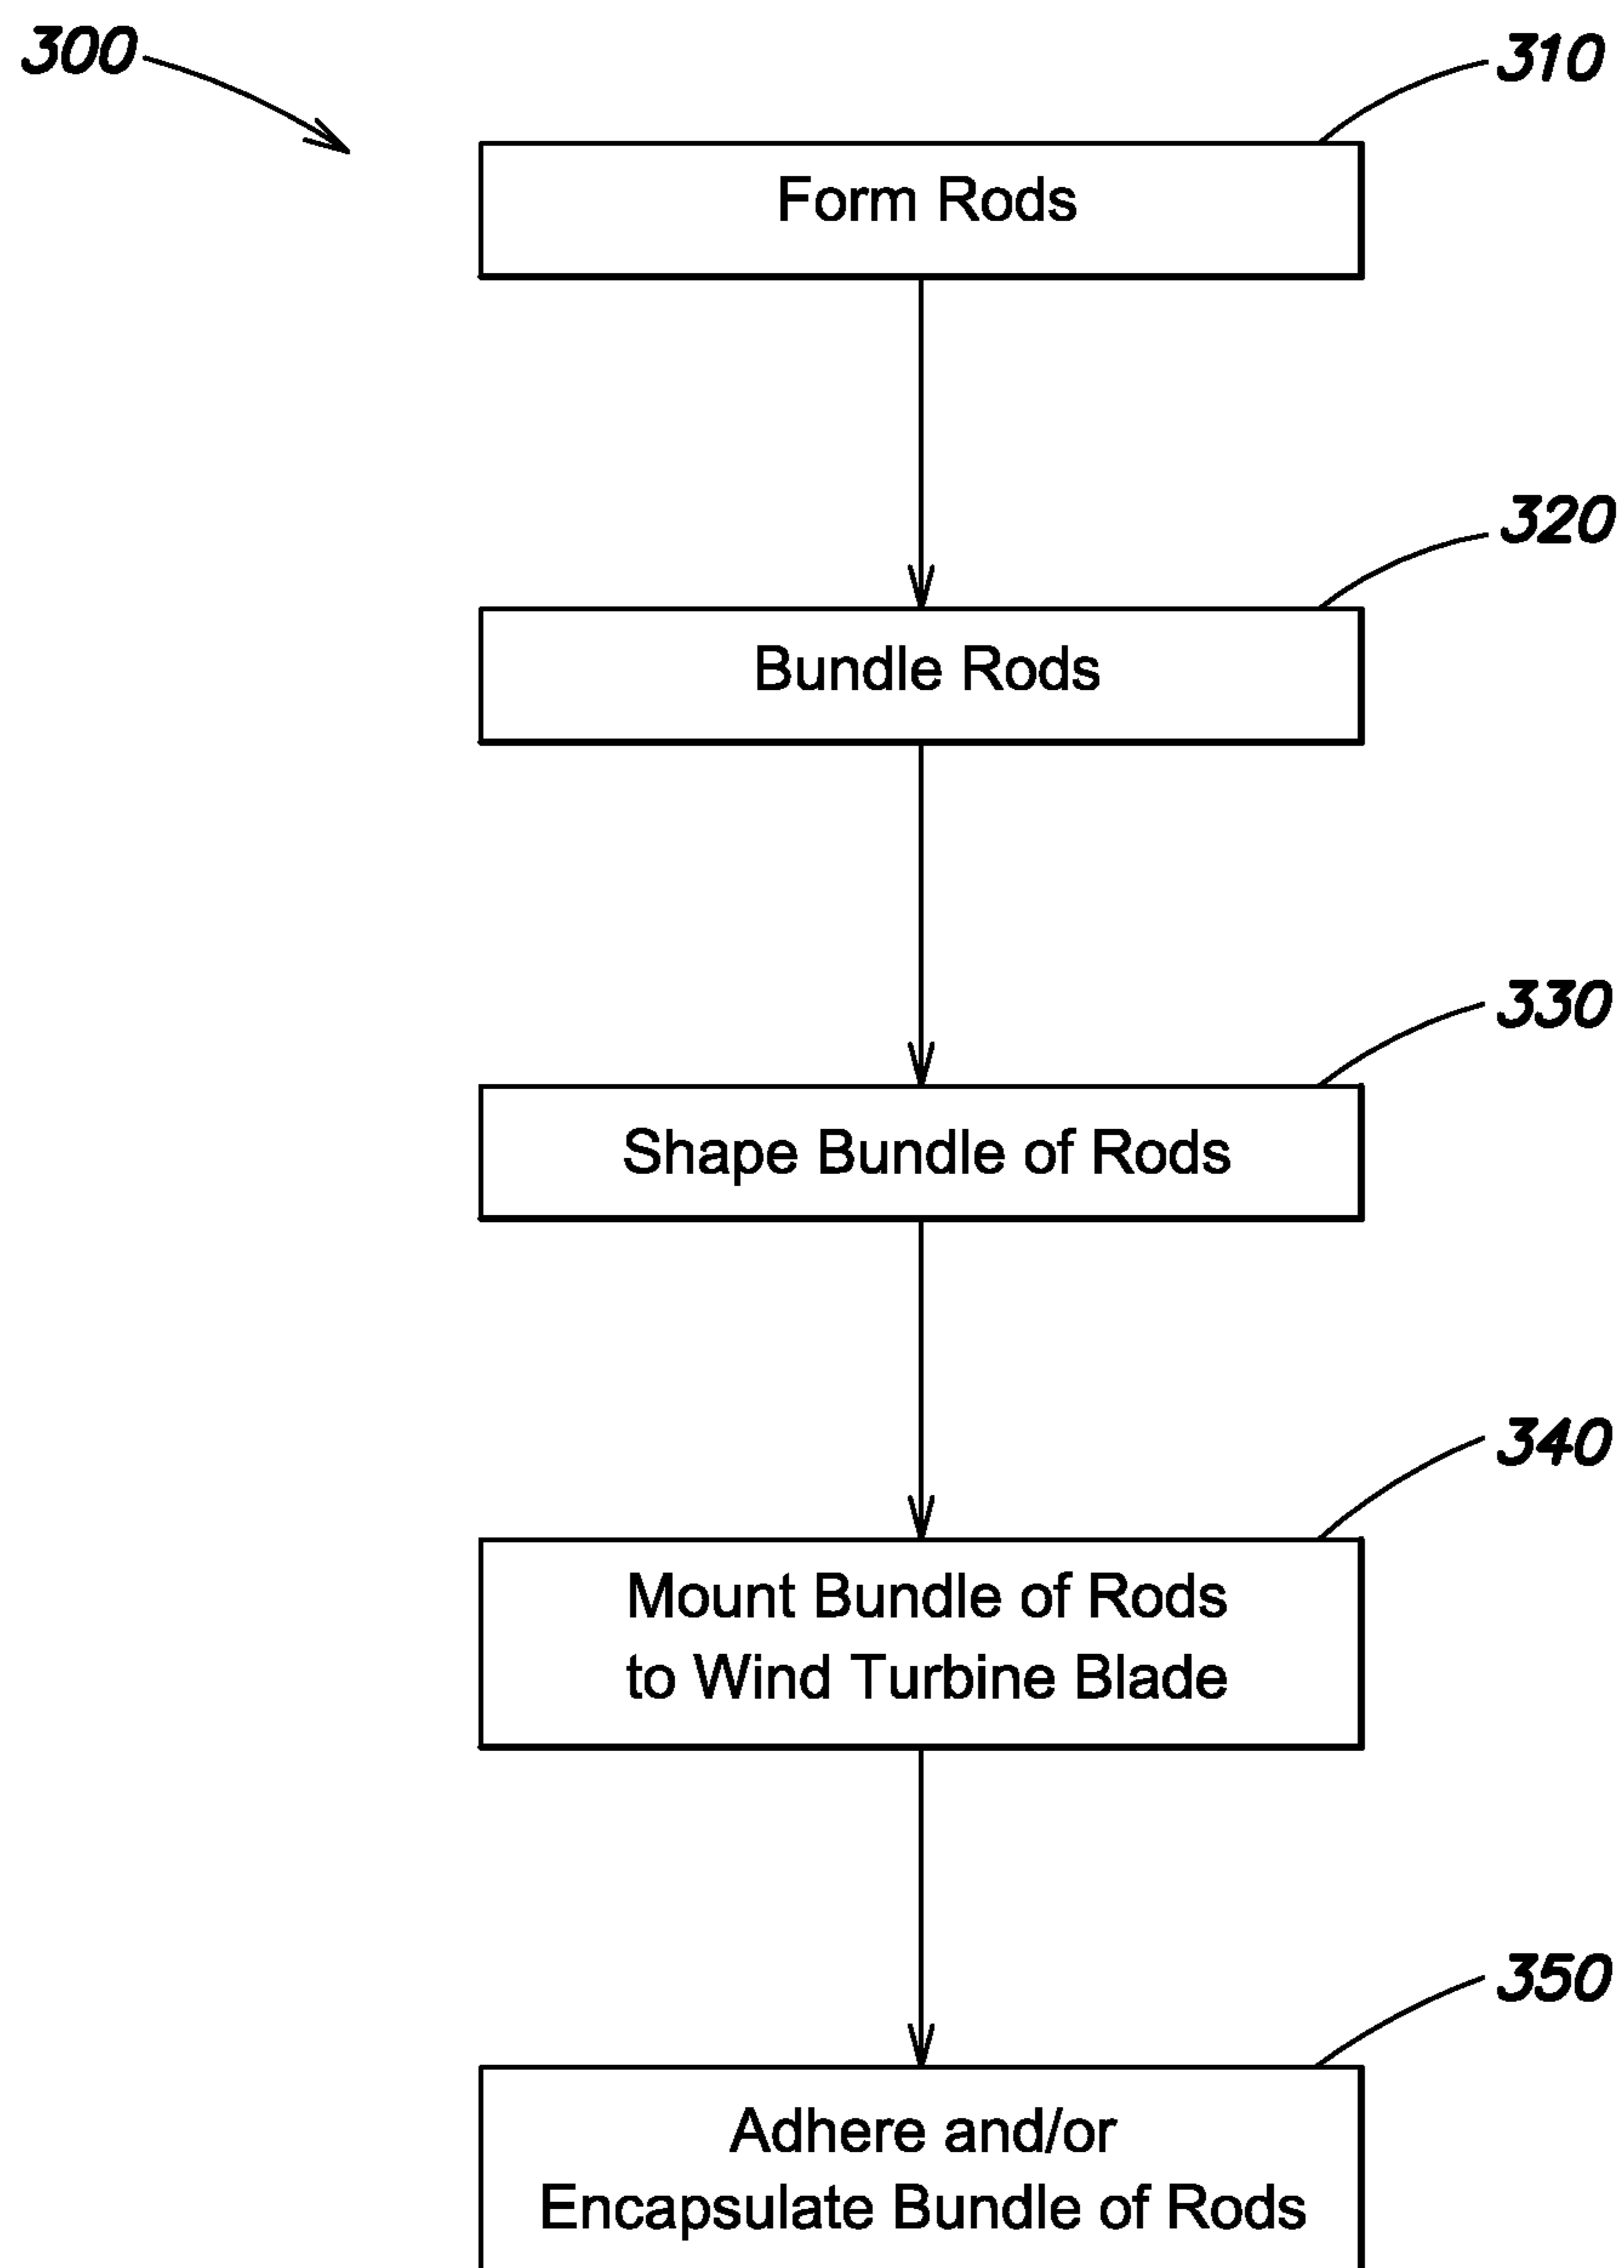 300
310
Form Rods
320
Bundle Rods
330
Shape Bundle of Rods
340
Mount Bundle of Rods
to Wind Turbine Blade
350
Adhere and/or
Encapsulate Bundle of Rods